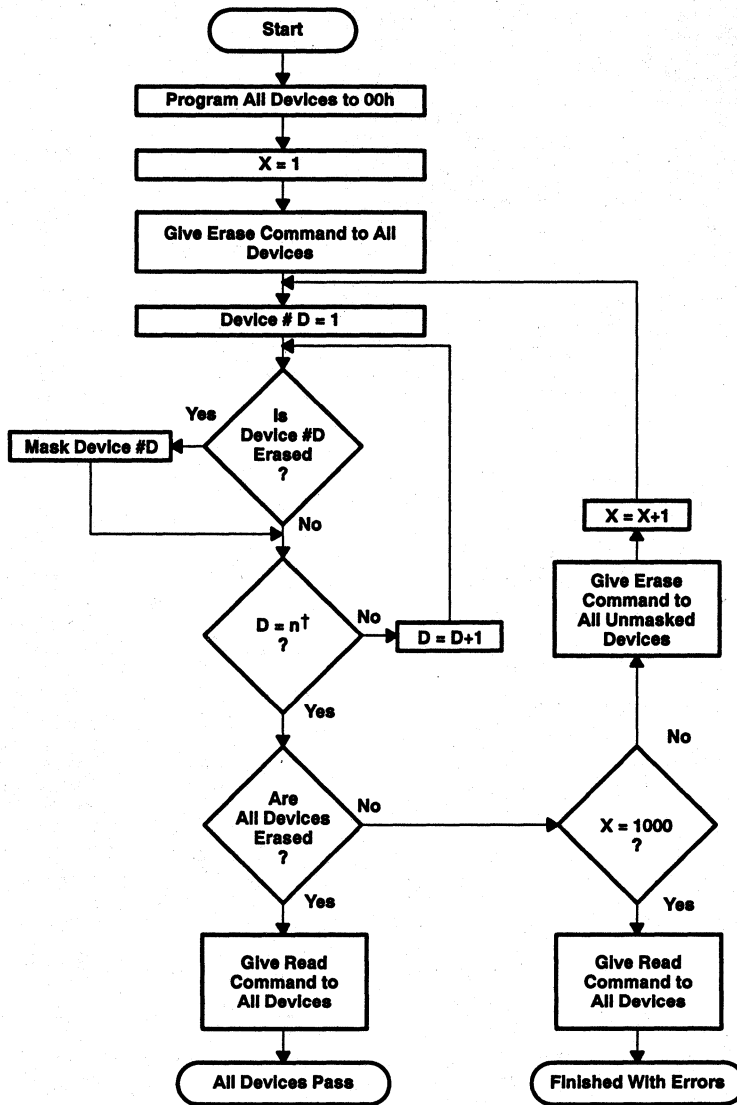 Start
Program All Devices to 00h
X = 1
Give Erase Command to All
Devices
Device # D = 1
Yes
Is
Device #D
Erased
?
Mask Device #D
No
X = X+1
Give Erase
Command to
All Unmasked
Devices
D = n†
?
No
D = D+1
Yes
No
Are
All Devices
Erased
?
No
X = 1000
?
Yes
Yes
Give Read
Command to
All Devices
Give Read
Command to
All Devices
All Devices Pass
Finished With Errors